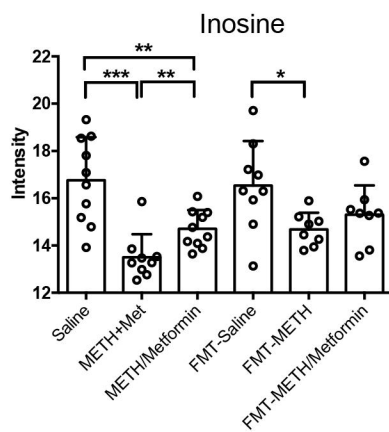 Inosine
**
*** ** *
Intensity
22
20
18
16
14
12
Saline
METH+Met
METH/Metformin
FMT-Saline
FMT-METH
FMT-METH/Metformin